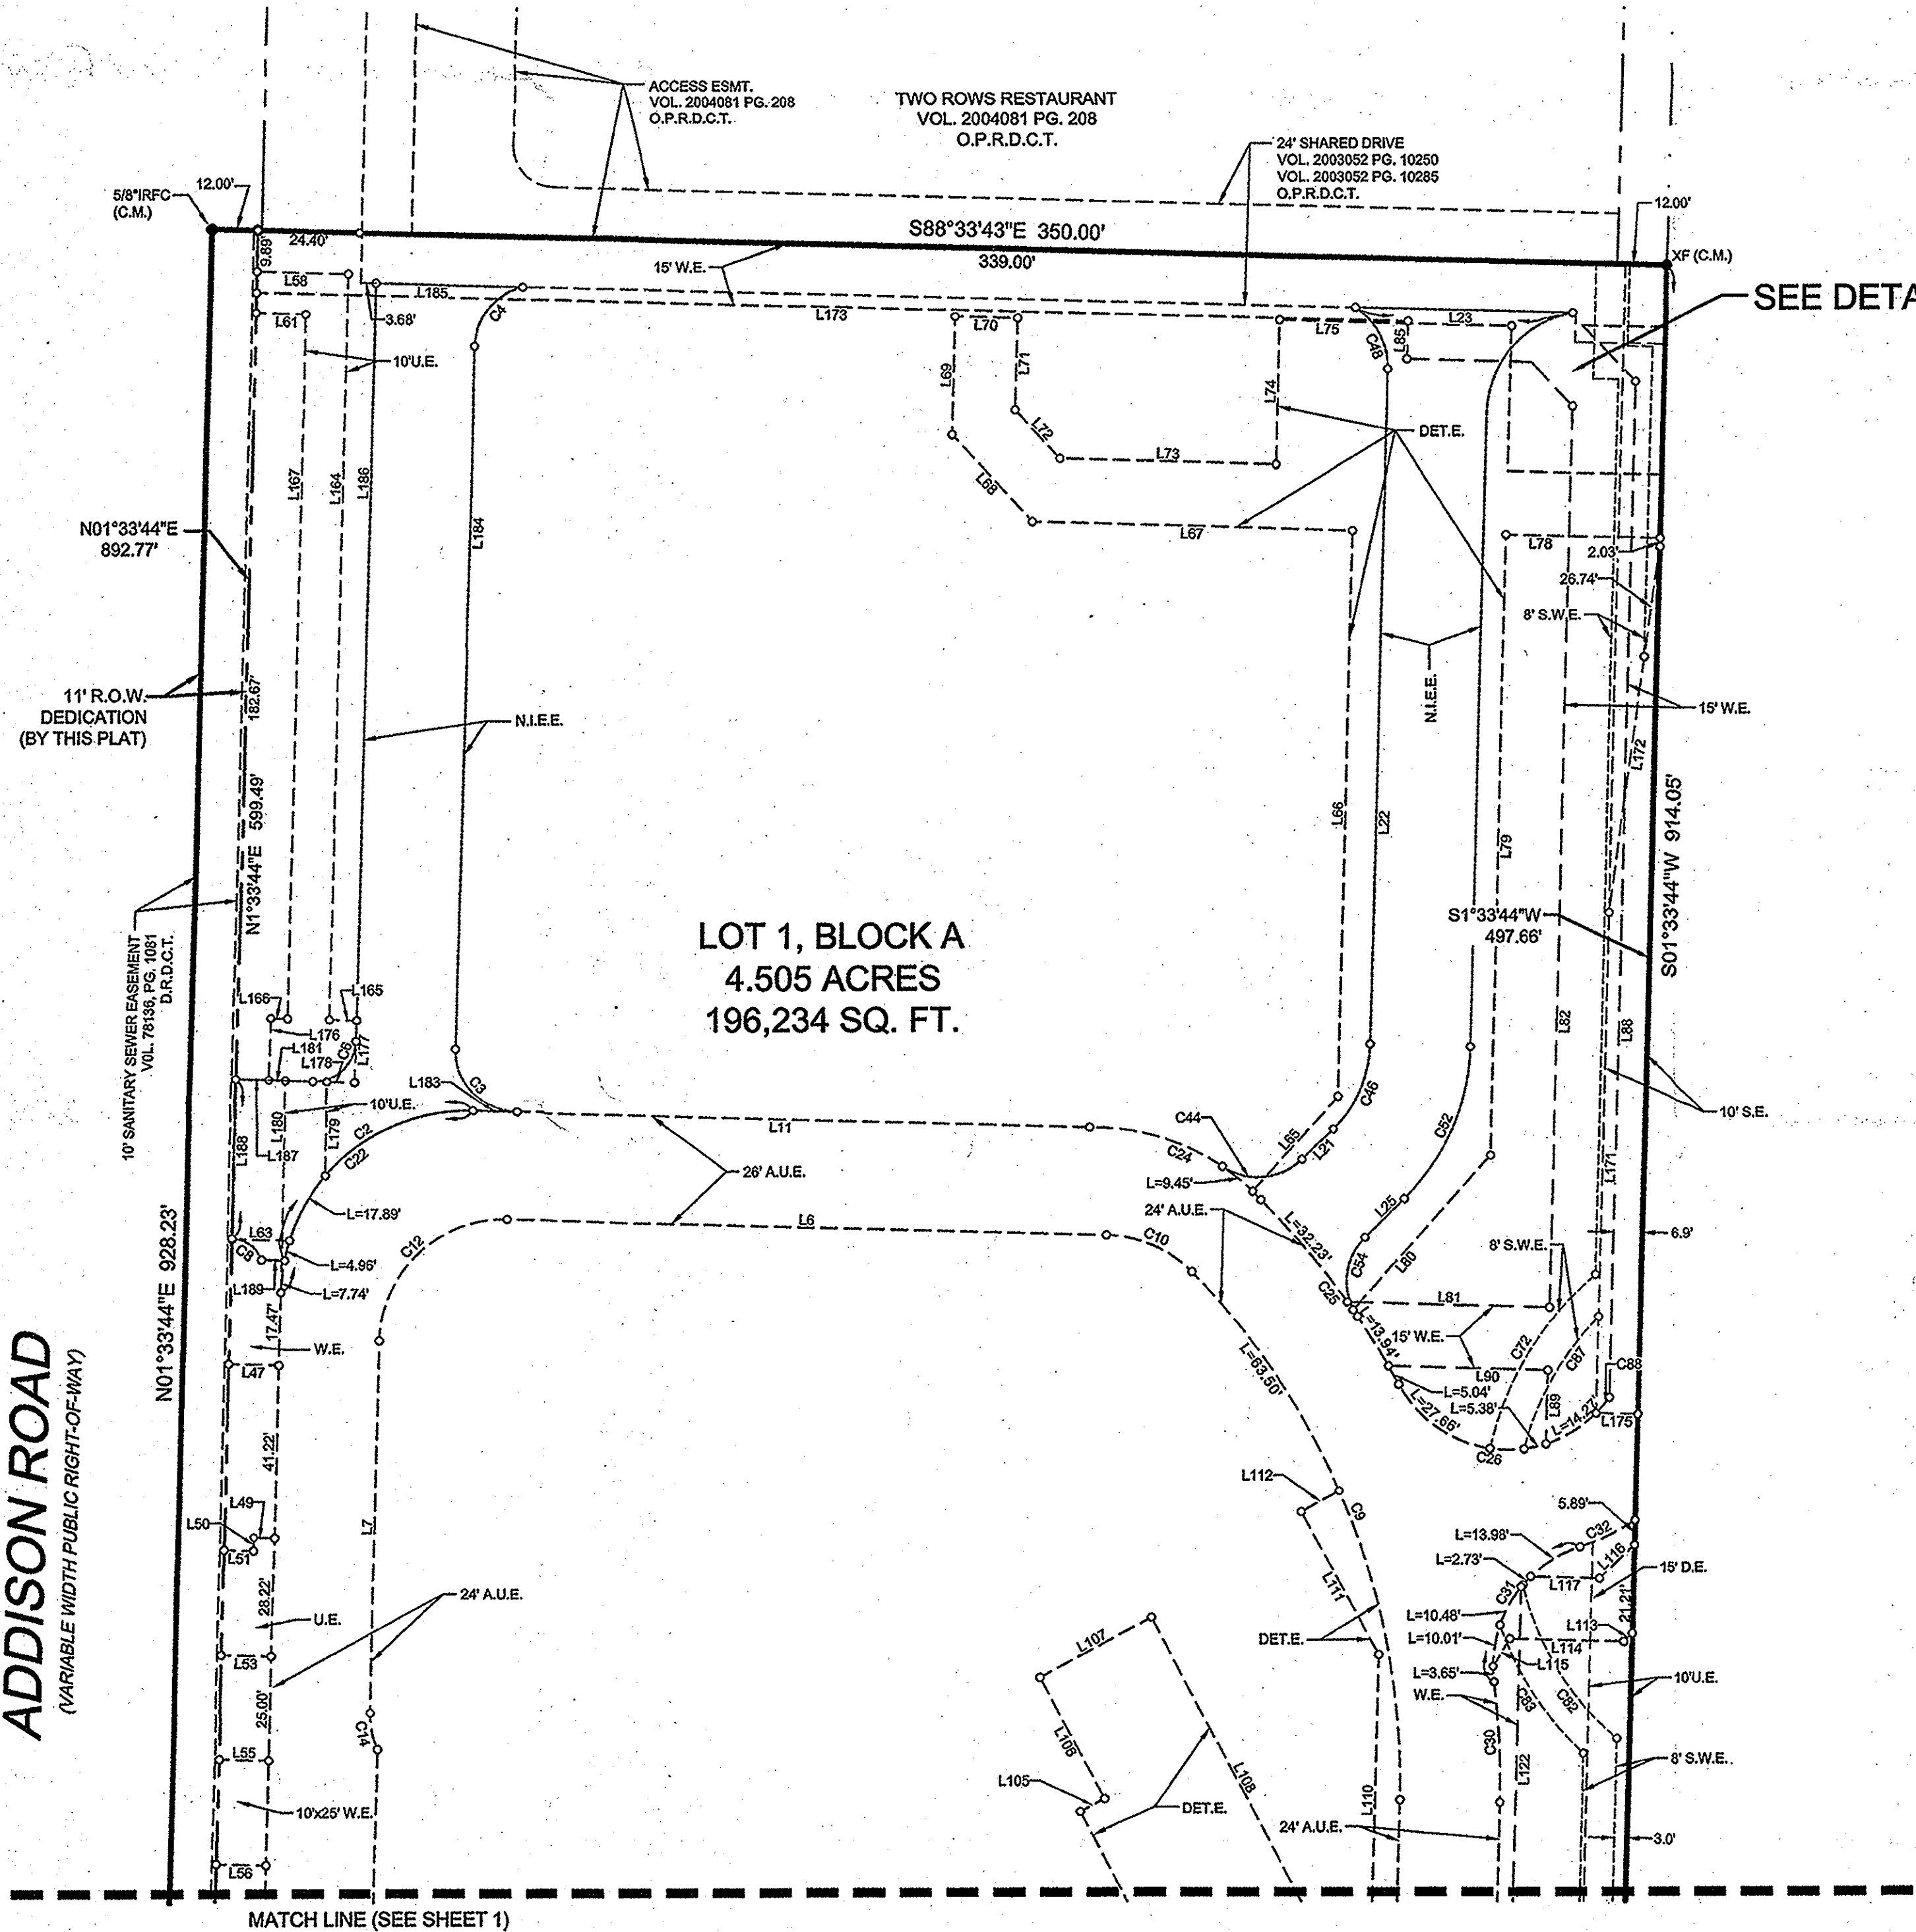 ACCESS ESMT.
VOL. 2004081 PG. 208
O.P.R.D.C.T.
TWO ROWS RESTAURANT
VOL. 2004081 PG. 208
O.P.R.D.C.T.
24' SHARED DRIVE
VOL. 2003052 PG. 10250
VOL. 2003052 PG. 10285
O.P.R.D.C.T.
5/8"IRFC
(C.M.)
12.00'
12.00'
S88°33'43"E 350.00'
339.00'
XF (C.M.)
9.89'
24.40'
15' W.E.
SEE DETA
L58
L185
3.68'
C4
L173
L61
L70
L75
L23
L85
C48
10'U.E.
L69
L71
L74
L72
L73
L68
DET.E.
L67
L78
2.03'
26.74'
8' S.W.E.
L167
L164
L186
L184
N01°33'44"E
892.77'
11' R.O.W.
DEDICATION
(BY THIS PLAT)
182.67'
N.I.E.E.
N.I.E.E.
15' W.E.
L172
N1°33'44"E 599.49'
L66
L22
L79
S01°33'44"W 914.05'
S1°33'44"W
497.66'
10' SANITARY SEWER EASEMENT
VOL. 78136, PG. 1081
D.R.D.C.T.
LOT 1, BLOCK A
4.505 ACRES
196,234 SQ. FT.
L82
L88
L166
L165
L176
L181
L178
C6
L177
L183
C3
10'U.E.
L180
L179
L188
L187
C2
C22
L11
C44
C24
L65
L21
C46
C52
10' S.E.
L171
26' A.U.E.
L=9.45'
24' A.U.E.
L=32.23'
L25
C54
L80
L=17.89'
L63
C8
L=4.96'
L189
L=7.74'
17.47'
C12
L6
C10
8' S.W.E.
6.9'
C25
L81
15' W.E.
L=13.94'
C72
C87
C88
L90
L=5.04'
L=5.38'
L89
L=27.66'
L=14.27'
L175
C26
N01°33'44"E 928.23'
ADDISON ROAD
(VARIABLE WIDTH PUBLIC RIGHT-OF-WAY)
W.E.
L47
41.22'
L=63.50'
L49
L50
L51
L7
28.22'
24' A.U.E.
U.E.
L53
25.00'
C14
L55
10'x25' W.E.
L56
L112
C9
L111
5.89'
L=13.98'
C32
L=2.73'
L116
15' D.E.
L117
C31
21.21'
L=10.48'
L113
L=10.01'
L114
L115
L=3.65'
W.E.
10'U.E.
DET.E.
L107
L106
L105
L108
DET.E.
L110
C30
C83
C82
L122
8' S.W.E.
24' A.U.E.
3.0'
MATCH LINE (SEE SHEET 1)